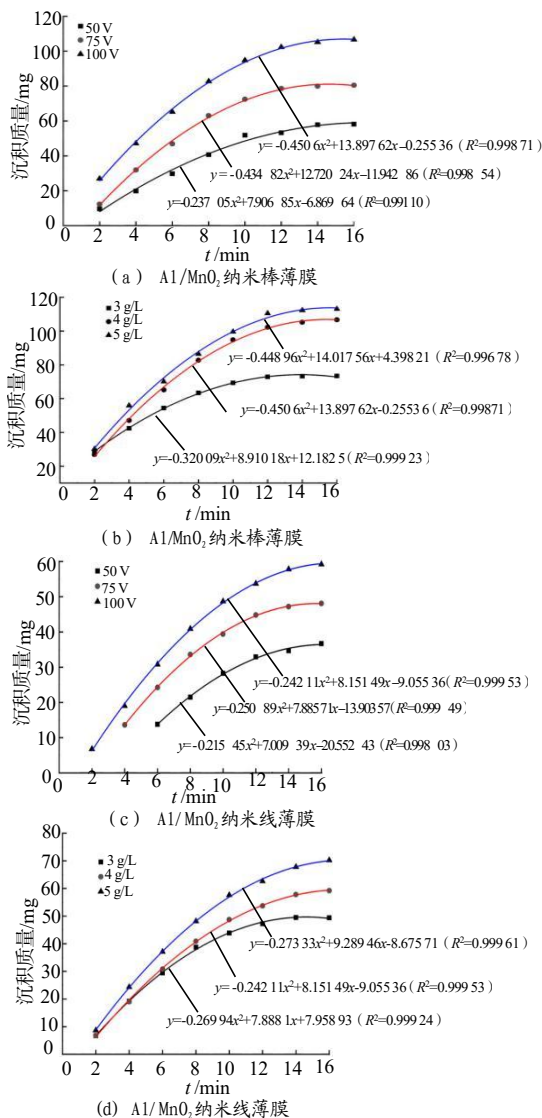 50 V
75 V
100 V
120
100
80
60
40
20
0
沉积质量/mg
y=-0.450 6x²+13.897 62x-0.255 36 (R²=0.998 71)
y= -0.434 82x²+12.720 24x-11.942 86 (R²=0.998 54)
y=-0.237 05x²+7.906 85x-6.869 64 (R²=0.99110)
0 2 4 6 8 10 12 14 16
t /min
(a) Al/MnO₂纳米棒薄膜
3 g/L
4 g/L
5 g/L
120
100
80
60
40
20
沉积质量/mg
y= -0.448 96x²+14.017 56x+4.398 21 (R²=0.996 78)
y=-0.450 6x²+13.897 62x-0.2553 6 (R²=0.99871)
y=-0.320 09x²+8.910 18x+12.182 5 (R²=0.999 23)
0 2 4 6 8 10 12 14 16
t /min
(b) Al/MnO₂纳米棒薄膜
50 V
75 V
100 V
60
50
40
30
20
10
0
沉积质量/mg
y=-0.242 11x²+8.151 49x-9.055 36 (R²=0.999 53)
y=-0.250 89x²+7.8857 1x-13.903 57 (R²=0.999 49)
y=-0.215 45x²+7.009 39x-20.552 43 (R²=0.998 03)
0 2 4 6 8 10 12 14 16
t /min
(c) Al/MnO₂纳米线薄膜
3 g/L
4 g/L
5 g/L
70
60
50
40
30
20
10
0
沉积质量/mg
y=-0.273 33x²+9.289 46x-8.675 71 (R²=0.999 61)
y= -0.242 11x²+8.151 49x-9.055 36 (R²=0.999 53)
y=-0.269 94x²+7.888 1x+7.958 93 (R²=0.999 24)
0 2 4 6 8 10 12 14 16
t /min
(d) Al/MnO₂纳米线薄膜